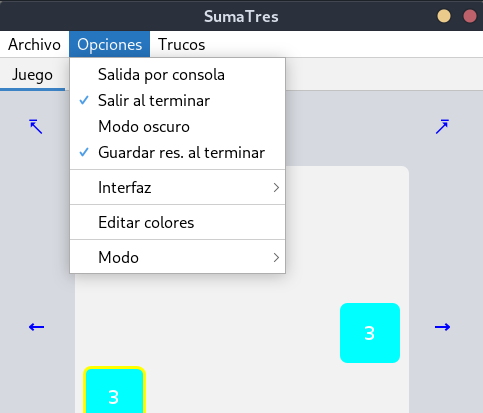 SumaTres
Archivo Opciones Trucos
Juego
Salida por consola
Salir al terminar
Modo oscuro
Guardar res. al terminar
Interfaz
Editar colores
Modo
3
3